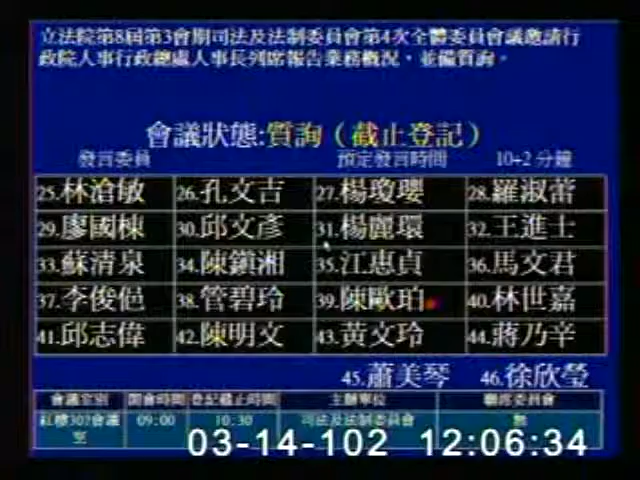 立法院第8屆第3會期司法及法制委員會第4次全體委員會議邀請行
政院人事行政總處人事長列席報告業務概況，並備質詢。
會議狀態:質詢（截止登記）
發言委員 預定發言時間 10+2 分鐘
25.林滄敏 26.孔文吉 27.楊瓊瓔 28.羅淑蕾
29.廖國棟 30.邱文彥 31.楊麗環 32.王進士
33.蘇清泉 34.陳鎮湘 35.江惠貞 36.馬文君
37.李俊俋 38.管碧玲 39.陳歐珀 40.林世嘉
41.邱志偉 42.陳明文 43.黃文玲 44.蔣乃辛
45.蕭美琴 46.徐欣瑩
會議室別 開會時間 登記截止時間 主辦單位 聯席委員會
紅樓302會議室 09:00 10:30 司法及法制委員會 無
03-14-102 12:06:34